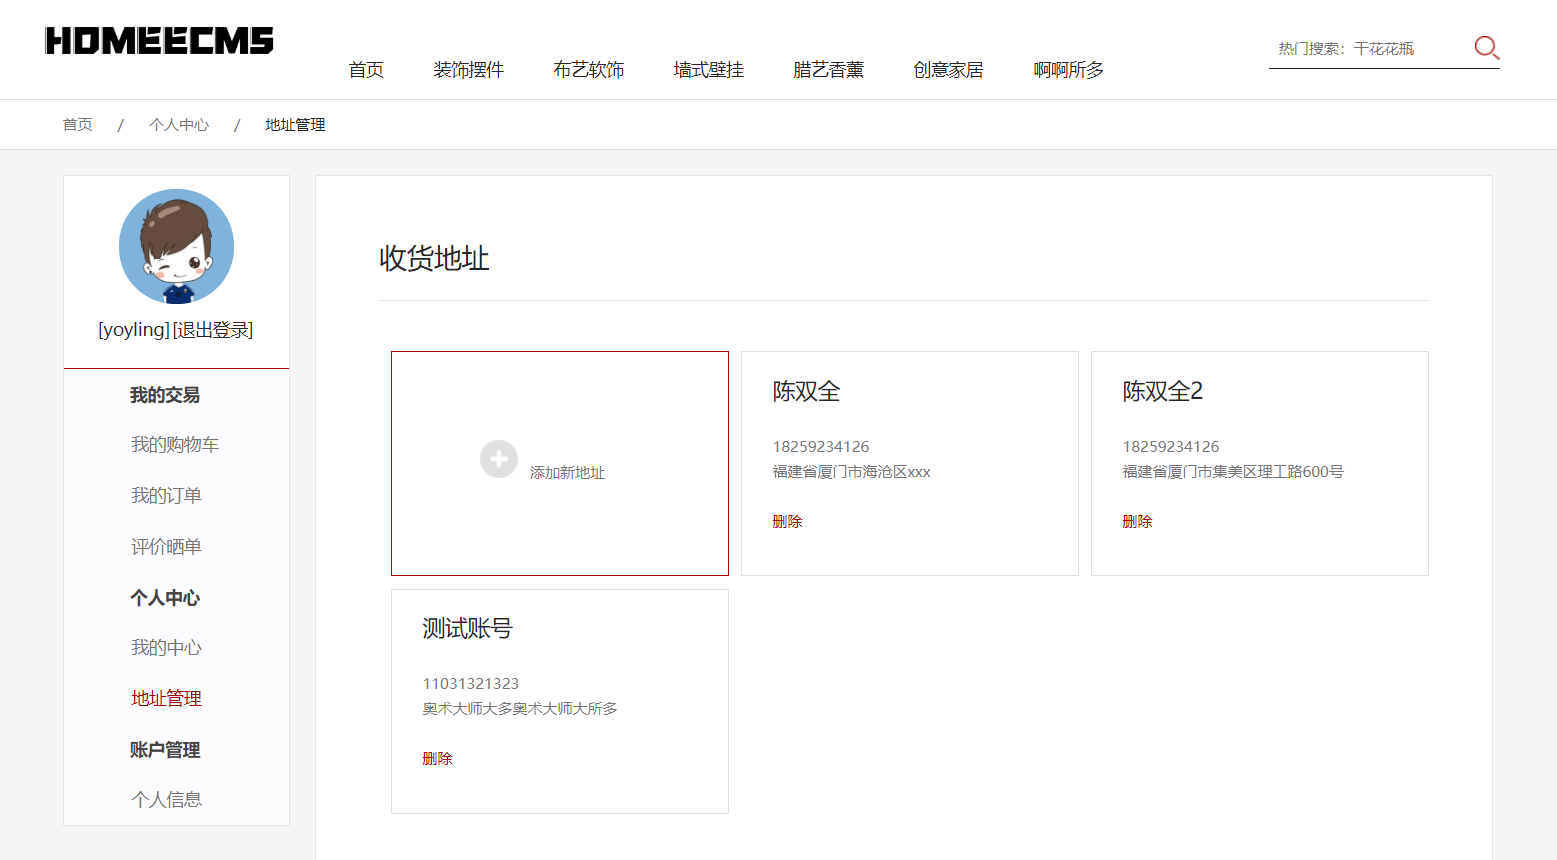 HOMEECMS
首页 装饰摆件 布艺软饰 墙式壁挂 腊艺香薰 创意家居 啊啊所多
热门搜索：干花花瓶
首页 / 个人中心 / 地址管理
[yoyling][退出登录]
我的交易
我的购物车
我的订单
评价晒单
个人中心
我的中心
地址管理
账户管理
个人信息
收货地址
添加新地址
陈双全
18259234126
福建省厦门市海沧区xxx
删除
陈双全2
18259234126
福建省厦门市集美区理工路600号
删除
测试账号
11031321323
奥术大师大多奥术大师大所多
删除